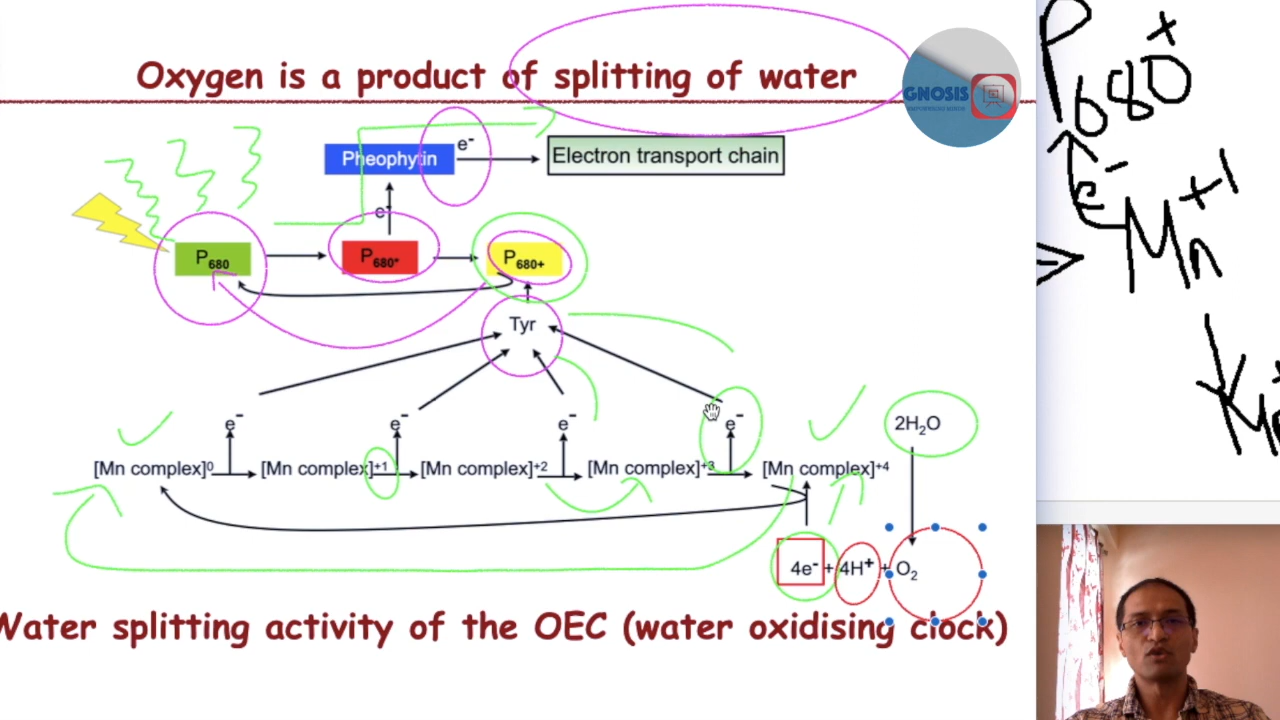 Oxygen is a product of splitting of water
GNOSIS
Pheophytin
e-
Electron transport chain
e-
P680
P680*
P680+
Tyr
e- e- e- e-
2H2O
[Mn complex]0 [Mn complex]+1 [Mn complex]+2 [Mn complex]+3 [Mn complex]+4
4e- + 4H+ + O2
Water splitting activity of the OEC (water oxidising clock)
P680+
e-
Mn+1